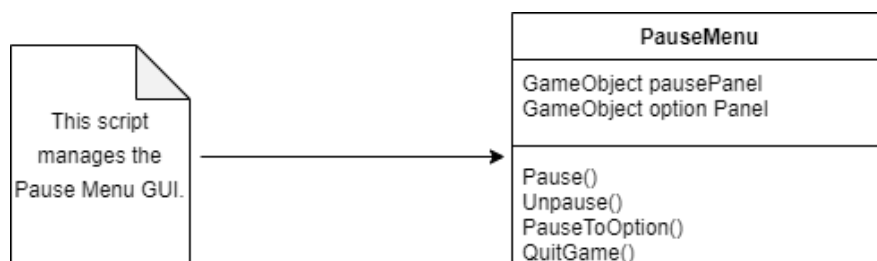 This script
manages the
Pause Menu GUI.
PauseMenu
GameObject pausePanel
GameObject option Panel
Pause()
Unpause()
PauseToOption()
QuitGame()